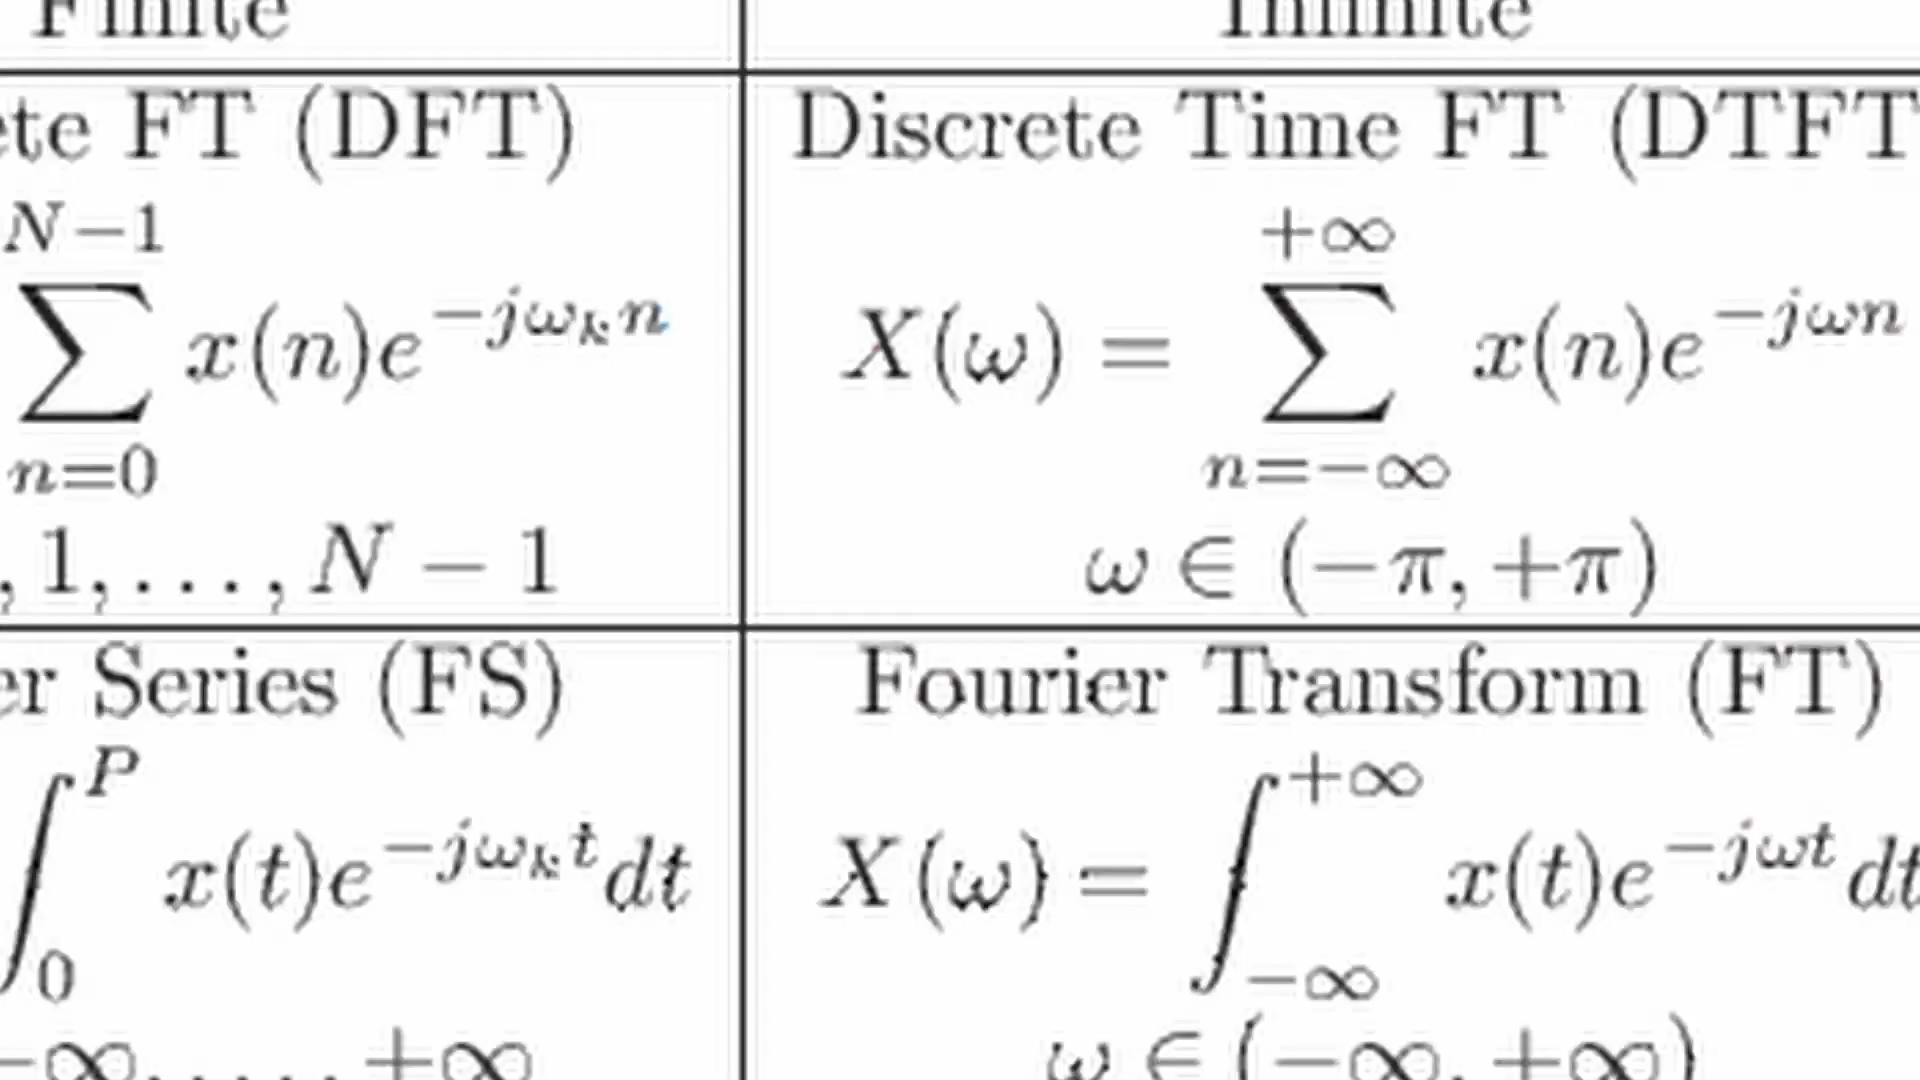 Finite Infinite
ete FT (DFT) Discrete Time FT (DTFT
N−1 +∞
∑ x(n)e^{−jω_k n} X(ω) = ∑ x(n)e^{−jωn}
n=0 n=−∞
, 1, . . . , N − 1 ω ∈ (−π, +π)
er Series (FS) Fourier Transform (FT)
∫_0^P x(t)e^{−jω_k t}dt X(ω) = ∫_{−∞}^{+∞} x(t)e^{−jωt}dt
−∞, . . . , +∞ ω ∈ (−∞, +∞)